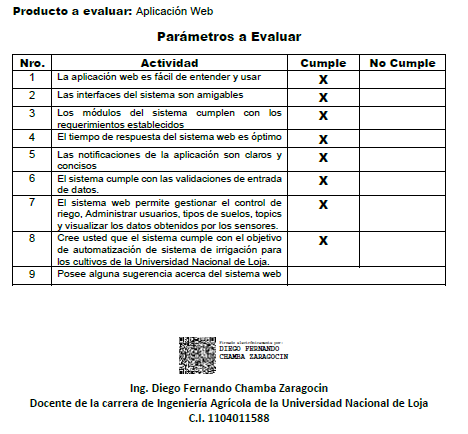 Producto a evaluar: Aplicación Web
Parámetros a Evaluar
Nro. Actividad Cumple No Cumple
1 La aplicación web es fácil de entender y usar X
2 Las interfaces del sistema son amigables X
3 Los módulos del sistema cumplen con los X
requerimientos establecidos
4 El tiempo de respuesta del sistema web es óptimo X
5 Las notificaciones de la aplicación son claros y X
concisos
6 El sistema cumple con las validaciones de entrada X
de datos.
7 El sistema web permite gestionar el control de X
riego, Administrar usuarios, tipos de suelos, topics
y visualizar los datos obtenidos por los sensores.
8 Cree usted que el sistema cumple con el objetivo X
de automatización de sistema de irrigación para
los cultivos de la Universidad Nacional de Loja.
9 Posee alguna sugerencia acerca del sistema web
Firmado electrónicamente por:
DIEGO FERNANDO
CHAMBA ZARAGOCIN
Ing. Diego Fernando Chamba Zaragocin
Docente de la carrera de Ingeniería Agrícola de la Universidad Nacional de Loja
C.I. 1104011588